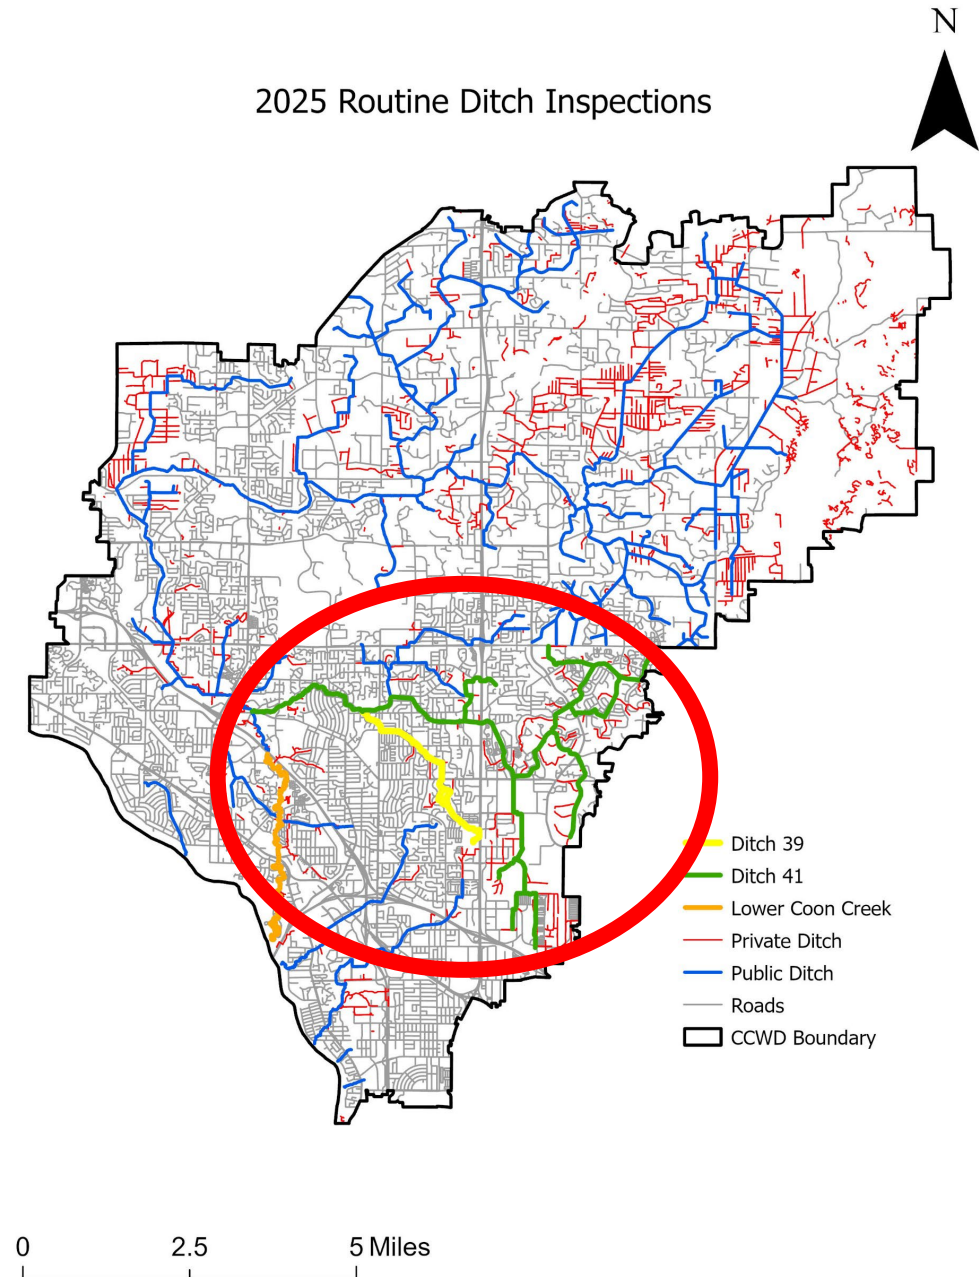 N
2025 Routine Ditch Inspections
Ditch 39
Ditch 41
Lower Coon Creek
Private Ditch
Public Ditch
Roads
CCWD Boundary
0 2.5 5 Miles